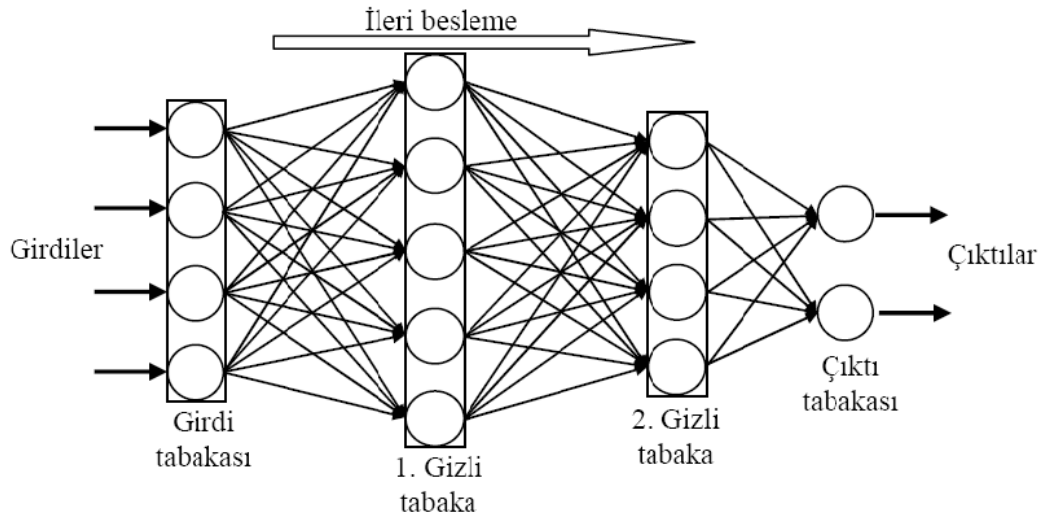 İleri besleme
Girdiler
Girdi
tabakası
1. Gizli
tabaka
2. Gizli
tabaka
Çıktı
tabakası
Çıktılar